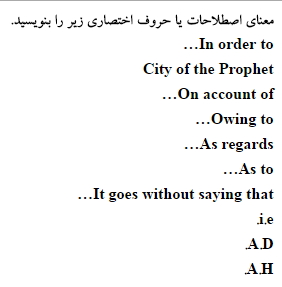 معنای اصطلاحات یا حروف اختصاری زیر را بنویسید.
…In order to
City of the Prophet
…On account of
…Owing to
…As regards
…As to
…It goes without saying that
.i.e
.A.D
.A.H